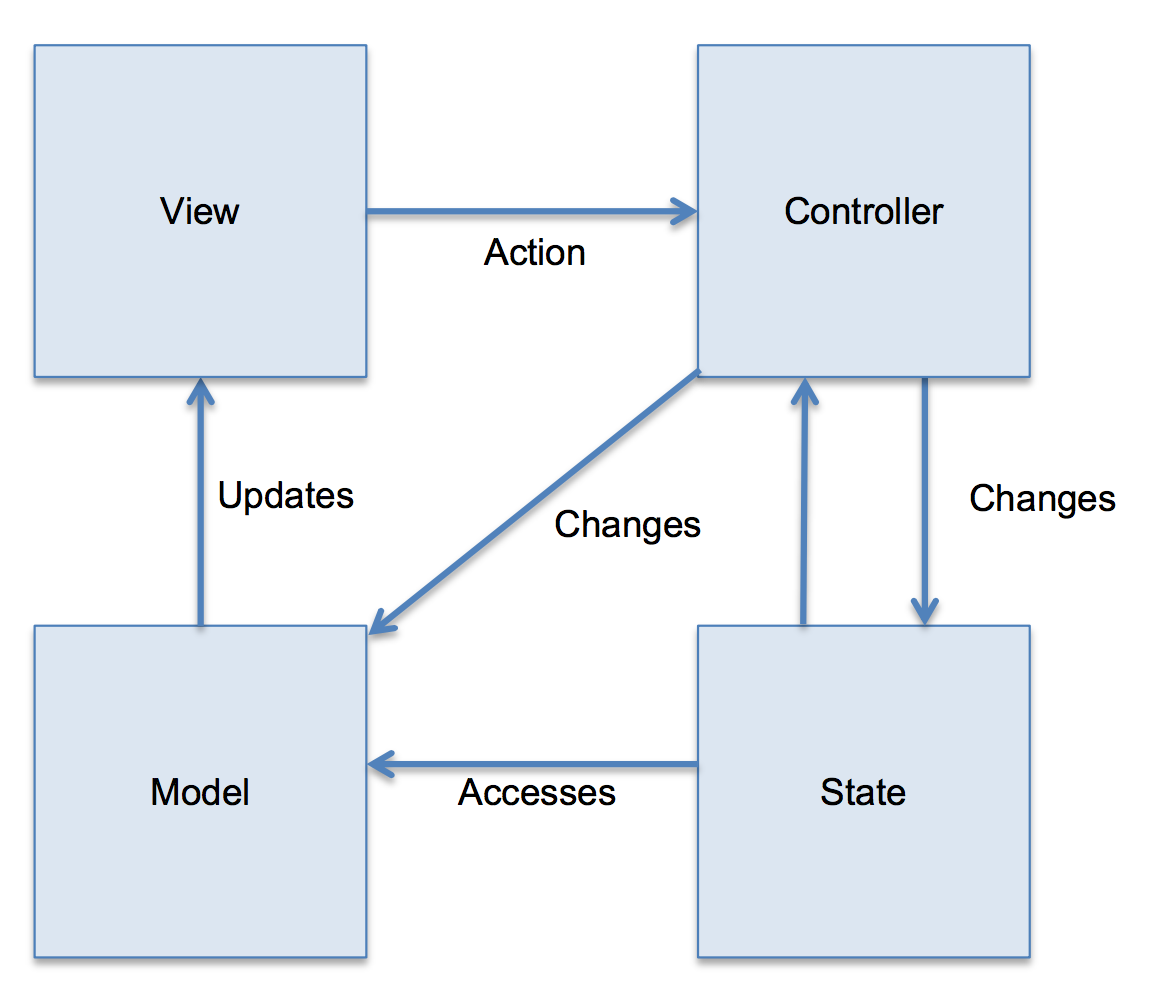 View
Controller
Action
Updates
Changes
Changes
Model
Accesses
State